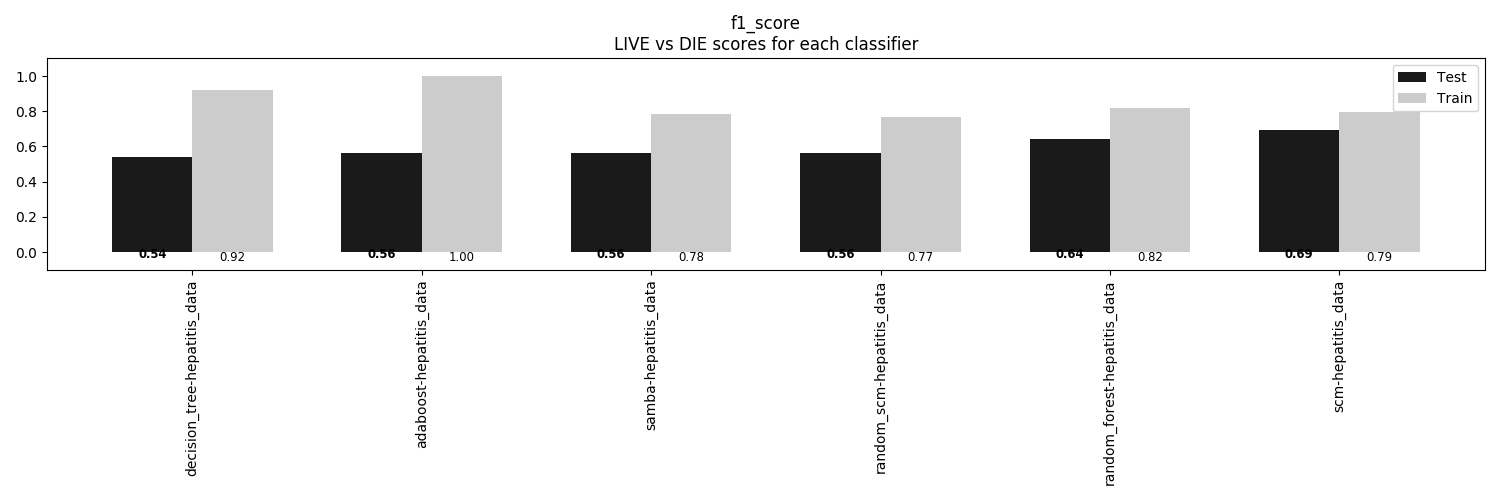 f1_score
LIVE vs DIE scores for each classifier
Test
Train
1.0
0.8
0.6
0.4
0.2
0.0
0.54 0.92 0.56 1.00 0.56 0.78 0.56 0.77 0.64 0.82 0.69 0.79
decision_tree-hepatitis_data
adaboost-hepatitis_data
samba-hepatitis_data
random_scm-hepatitis_data
random_forest-hepatitis_data
scm-hepatitis_data